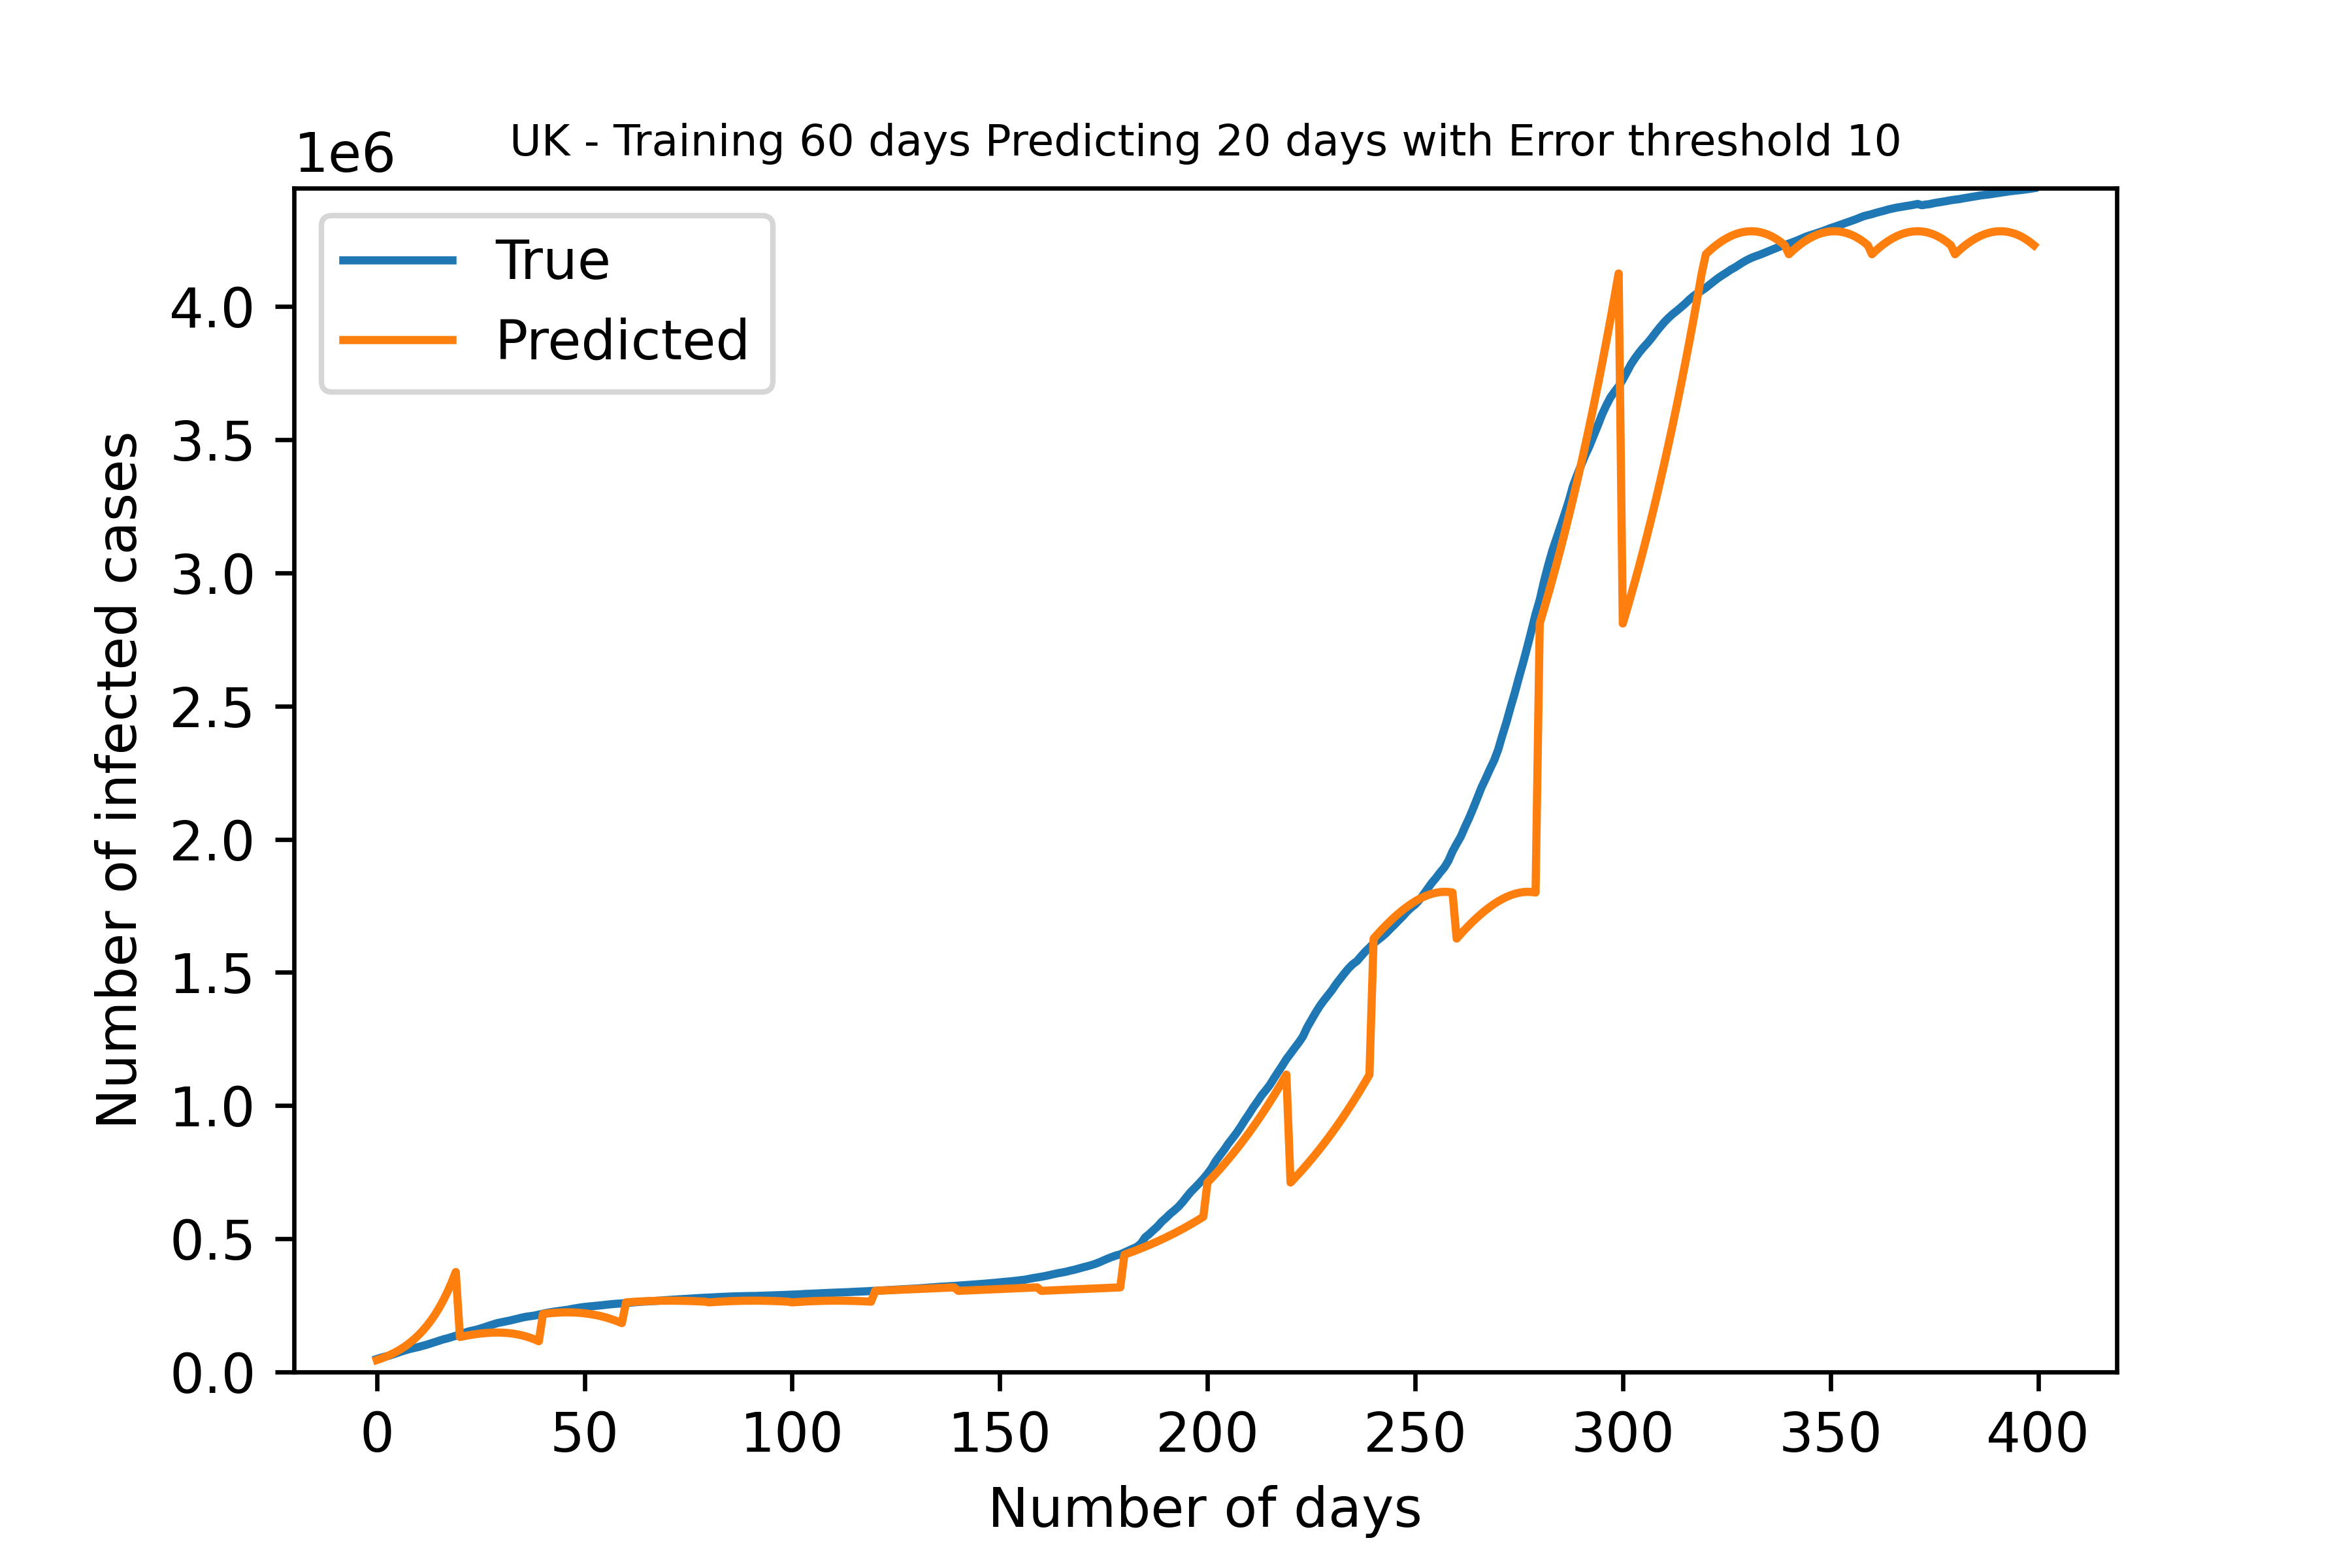 UK - Training 60 days Predicting 20 days with Error threshold 10
1e6
True
Predicted
4.0
3.5
3.0
2.5
2.0
1.5
1.0
0.5
0.0
Number of infected cases
0 50 100 150 200 250 300 350 400
Number of days